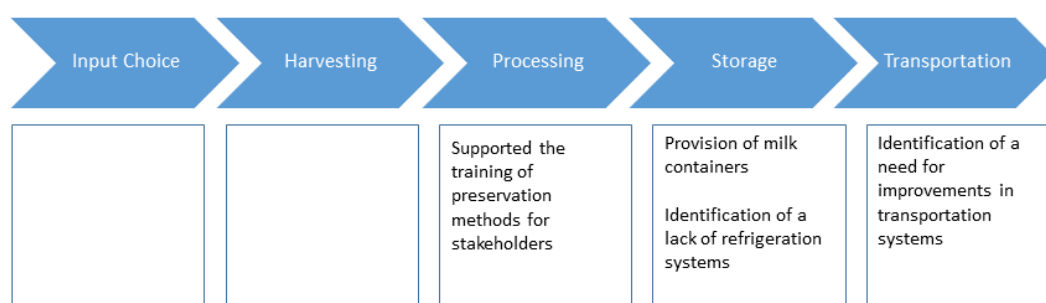 Input Choice
Harvesting
Processing
Storage
Transportation
Supported the
training of
preservation
methods for
stakeholders
Provision of milk
containers
Identification of a
lack of refrigeration
systems
Identification of a
need for
improvements in
transportation
systems